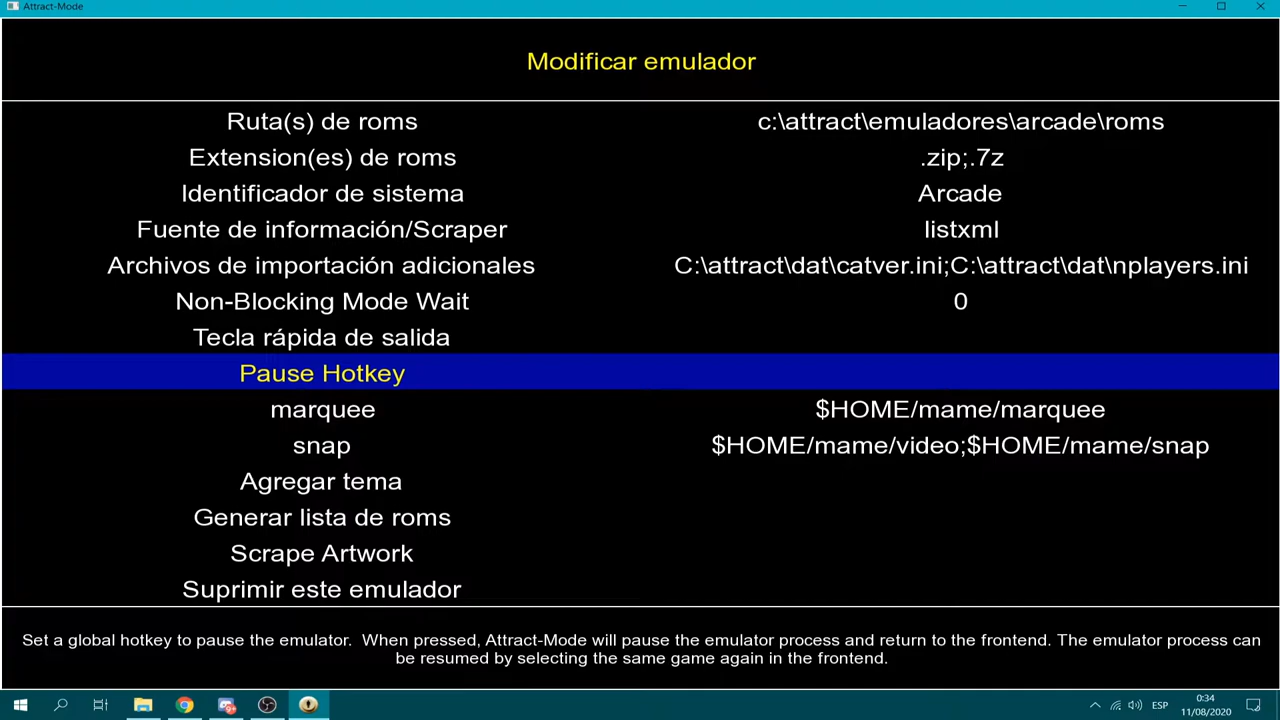 Attract-Mode
Modificar emulador
Ruta(s) de roms c:\attract\emuladores\arcade\roms
Extension(es) de roms .zip;.7z
Identificador de sistema Arcade
Fuente de información/Scraper listxml
Archivos de importación adicionales C:\attract\dat\catver.ini;C:\attract\dat\nplayers.ini
Non-Blocking Mode Wait 0
Tecla rápida de salida
Pause Hotkey
marquee $HOME/mame/marquee
snap $HOME/mame/video;$HOME/mame/snap
Agregar tema
Generar lista de roms
Scrape Artwork
Suprimir este emulador
Set a global hotkey to pause the emulator.  When pressed, Attract-Mode will pause the emulator process and return to the frontend. The emulator process can
be resumed by selecting the same game again in the frontend.
ESP
0:34
11/08/2020